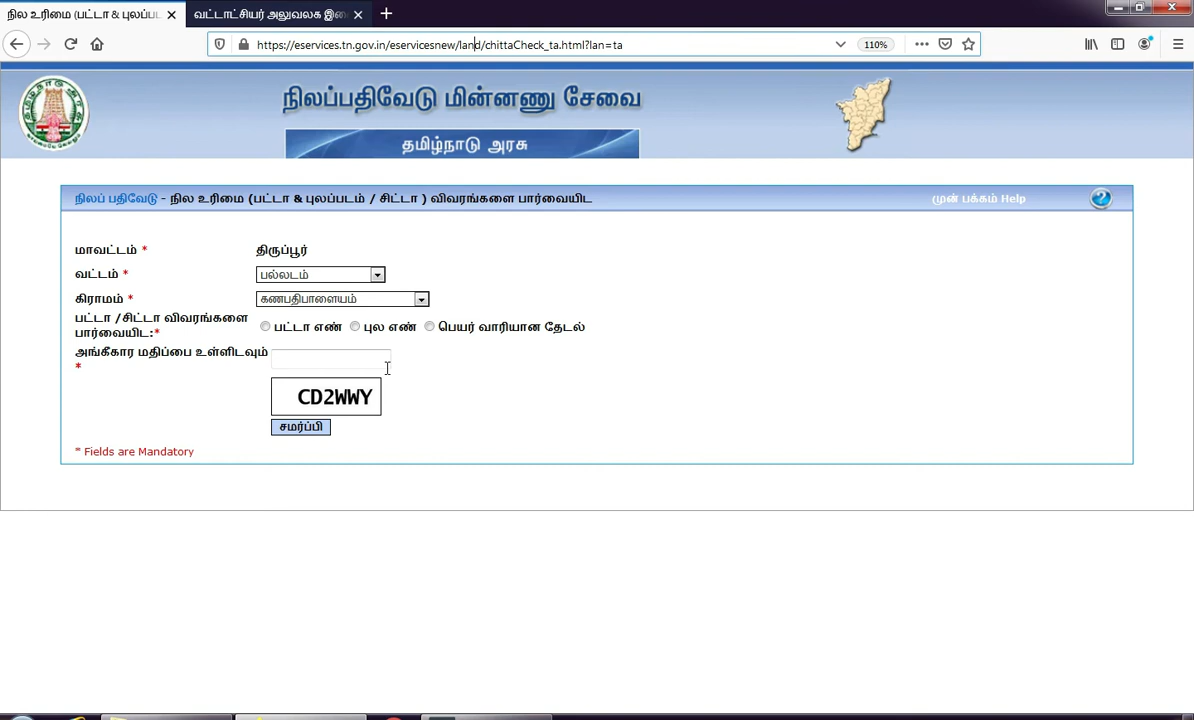 நில உரிமை (பட்டா & புலப்பட
வட்டாட்சியர் அலுவலக இணை
https://eservices.tn.gov.in/eservicesnew/land/chittaCheck_ta.html?lan=ta
110%
நிலப்பதிவேடு மின்னணு சேவை
தமிழ்நாடு அரசு
நிலப் பதிவேடு - நில உரிமை (பட்டா & புலப்படம் / சிட்டா ) விவரங்களை பார்வையிட
முன் பக்கம் Help
மாவட்டம் * திருப்பூர்
வட்டம் * பல்லடம்
கிராமம் * கணபதிபாளையம்
பட்டா /சிட்டா விவரங்களை
பார்வையிட:* பட்டா எண் புல எண் பெயர் வாரியான தேடல்
அங்கீகார மதிப்பை உள்ளிடவும்
*
CD2WWY
சமர்ப்பி
* Fields are Mandatory